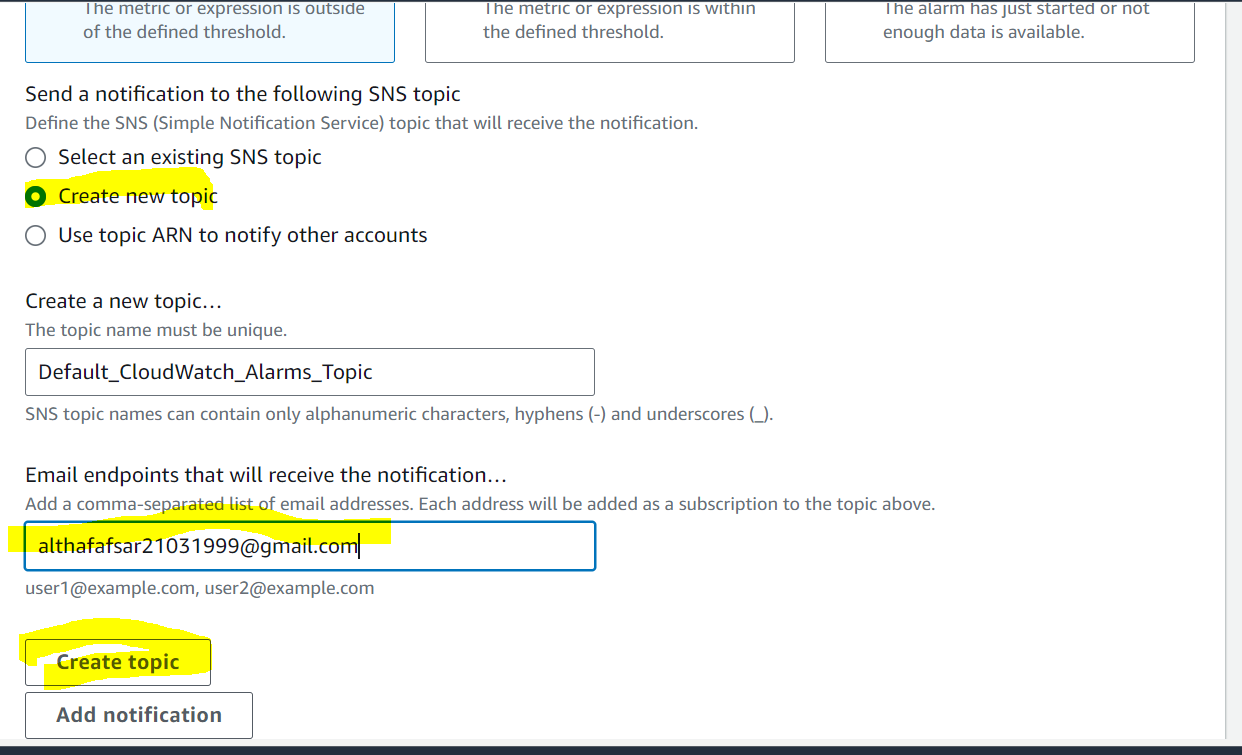 The metric or expression is outside
of the defined threshold.
The metric or expression is within
the defined threshold.
The alarm has just started or not
enough data is available.
Send a notification to the following SNS topic
Define the SNS (Simple Notification Service) topic that will receive the notification.
Select an existing SNS topic
Create new topic
Use topic ARN to notify other accounts
Create a new topic…
The topic name must be unique.
Default_CloudWatch_Alarms_Topic
SNS topic names can contain only alphanumeric characters, hyphens (-) and underscores (_).
Email endpoints that will receive the notification…
Add a comma-separated list of email addresses. Each address will be added as a subscription to the topic above.
althafafsar21031999@gmail.com
user1@example.com, user2@example.com
Create topic
Add notification